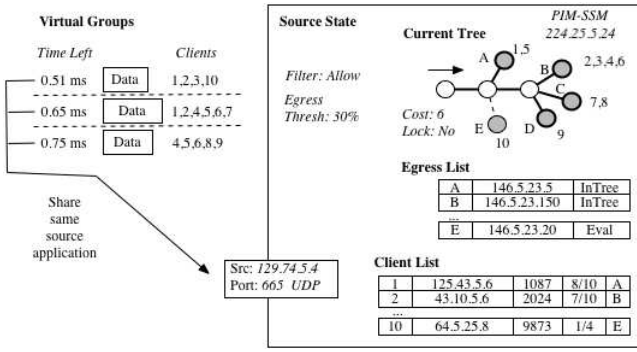 Virtual Groups
Time Left
Clients
0.51 ms
Data
1,2,3,10
0.65 ms
Data
1,2,4,5,6,7
0.75 ms
Data
4,5,6,8,9
Share
same
source
application
Src: 129.74.5.4
Port: 665 UDP
Source State
Filter: Allow
Egress
Thresh: 30%
Current Tree
PIM-SSM
224.25.5.24
A
1,5
B
2,3,4,6
C
7,8
D
9
E
10
Cost: 6
Lock: No
Egress List
A 146.5.23.5 InTree
B 146.5.23.150 InTree
...
E 146.5.23.20 Eval
Client List
1 125.43.5.6 1087 8/10 A
2 43.10.5.6 2024 7/10 B
...
10 64.5.25.8 9873 1/4 E